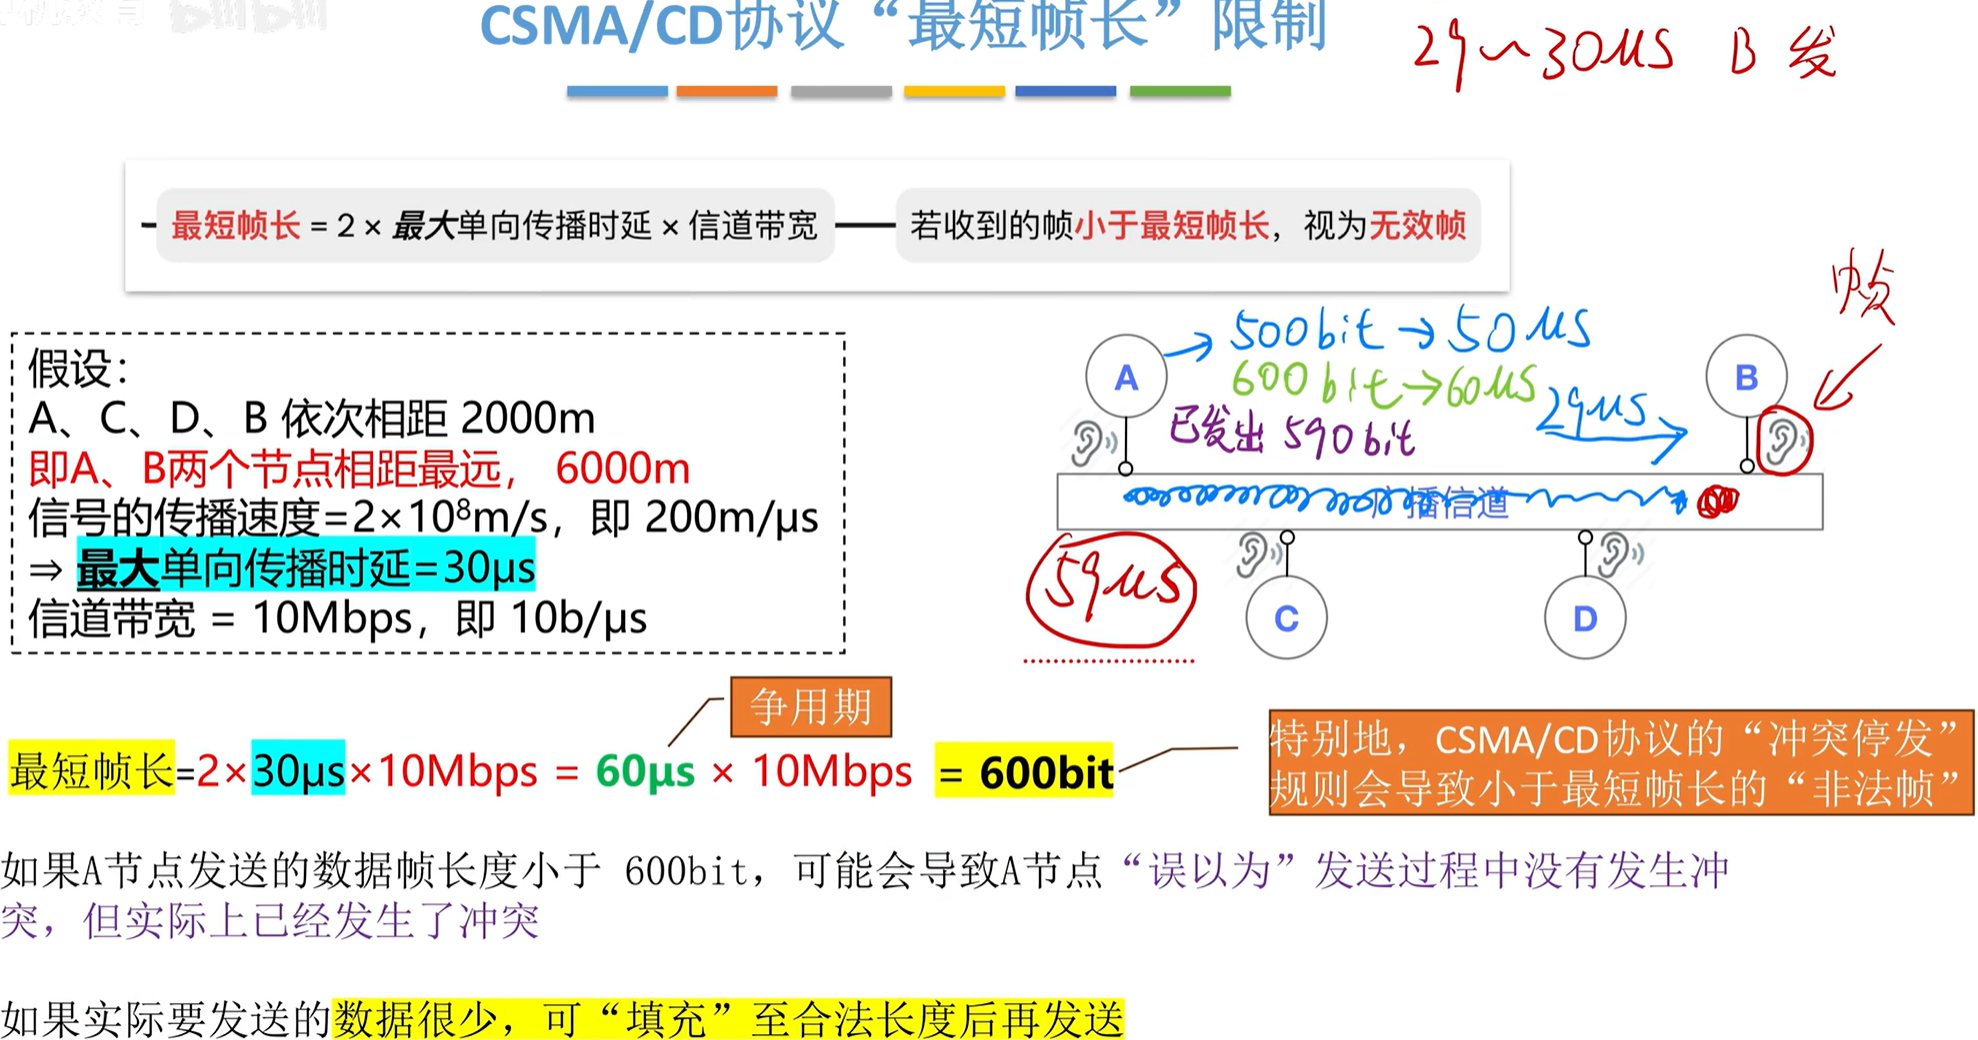 bilibili
CSMA/CD协议“最短帧长”限制
29~30μs B 发
最短帧长 = 2 × 最大单向传播时延 × 信道带宽
若收到的帧小于最短帧长，视为无效帧
帧
假设：
A、C、D、B 依次相距 2000m
即A、B两个节点相距最远， 6000m
信号的传播速度=2×10⁸m/s，即 200m/μs
⇒ 最大单向传播时延=30μs
信道带宽 = 10Mbps，即 10b/μs
A
→ 500bit → 50μs
600bit → 60μs
已发出 590bit
29μs
B
广播信道
59μs
C
D
争用期
最短帧长=2×30μs×10Mbps = 60μs × 10Mbps = 600bit
特别地，CSMA/CD协议的“冲突停发”
规则会导致小于最短帧长的“非法帧”
如果A节点发送的数据帧长度小于 600bit，可能会导致A节点“误以为”发送过程中没有发生冲
突，但实际上已经发生了冲突
如果实际要发送的数据很少，可“填充”至合法长度后再发送